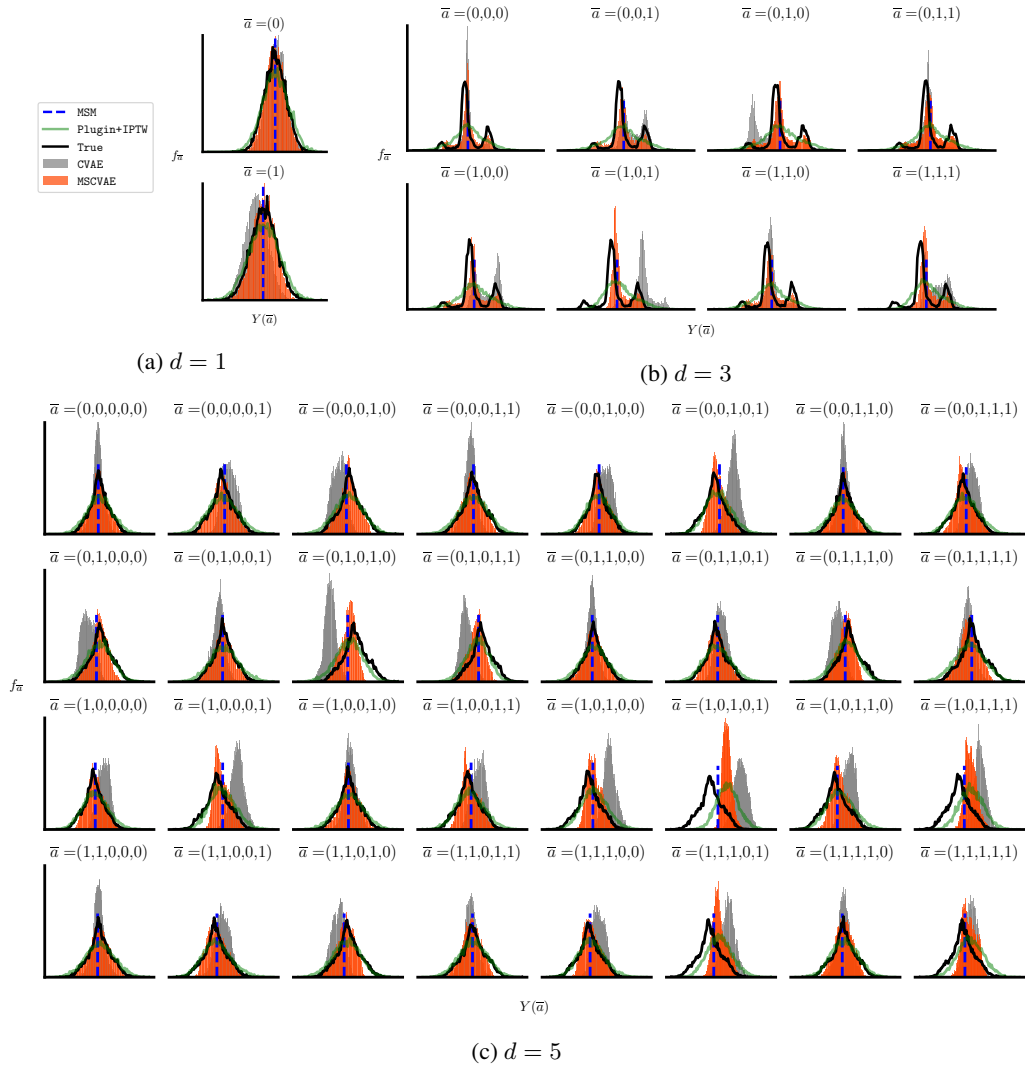 a̅ =(0)
MSM
Plugin+IPTW
True
CVAE
MSCVAE
f_a̅
a̅ =(1)
Y(a̅)
(a) d = 1
a̅ =(0,0,0) a̅ =(0,0,1) a̅ =(0,1,0) a̅ =(0,1,1)
f_a̅
a̅ =(1,0,0) a̅ =(1,0,1) a̅ =(1,1,0) a̅ =(1,1,1)
Y(a̅)
(b) d = 3
a̅ =(0,0,0,0,0) a̅ =(0,0,0,0,1) a̅ =(0,0,0,1,0) a̅ =(0,0,0,1,1) a̅ =(0,0,1,0,0) a̅ =(0,0,1,0,1) a̅ =(0,0,1,1,0) a̅ =(0,0,1,1,1)
a̅ =(0,1,0,0,0) a̅ =(0,1,0,0,1) a̅ =(0,1,0,1,0) a̅ =(0,1,0,1,1) a̅ =(0,1,1,0,0) a̅ =(0,1,1,0,1) a̅ =(0,1,1,1,0) a̅ =(0,1,1,1,1)
f_a̅
a̅ =(1,0,0,0,0) a̅ =(1,0,0,0,1) a̅ =(1,0,0,1,0) a̅ =(1,0,0,1,1) a̅ =(1,0,1,0,0) a̅ =(1,0,1,0,1) a̅ =(1,0,1,1,0) a̅ =(1,0,1,1,1)
a̅ =(1,1,0,0,0) a̅ =(1,1,0,0,1) a̅ =(1,1,0,1,0) a̅ =(1,1,0,1,1) a̅ =(1,1,1,0,0) a̅ =(1,1,1,0,1) a̅ =(1,1,1,1,0) a̅ =(1,1,1,1,1)
Y(a̅)
(c) d = 5